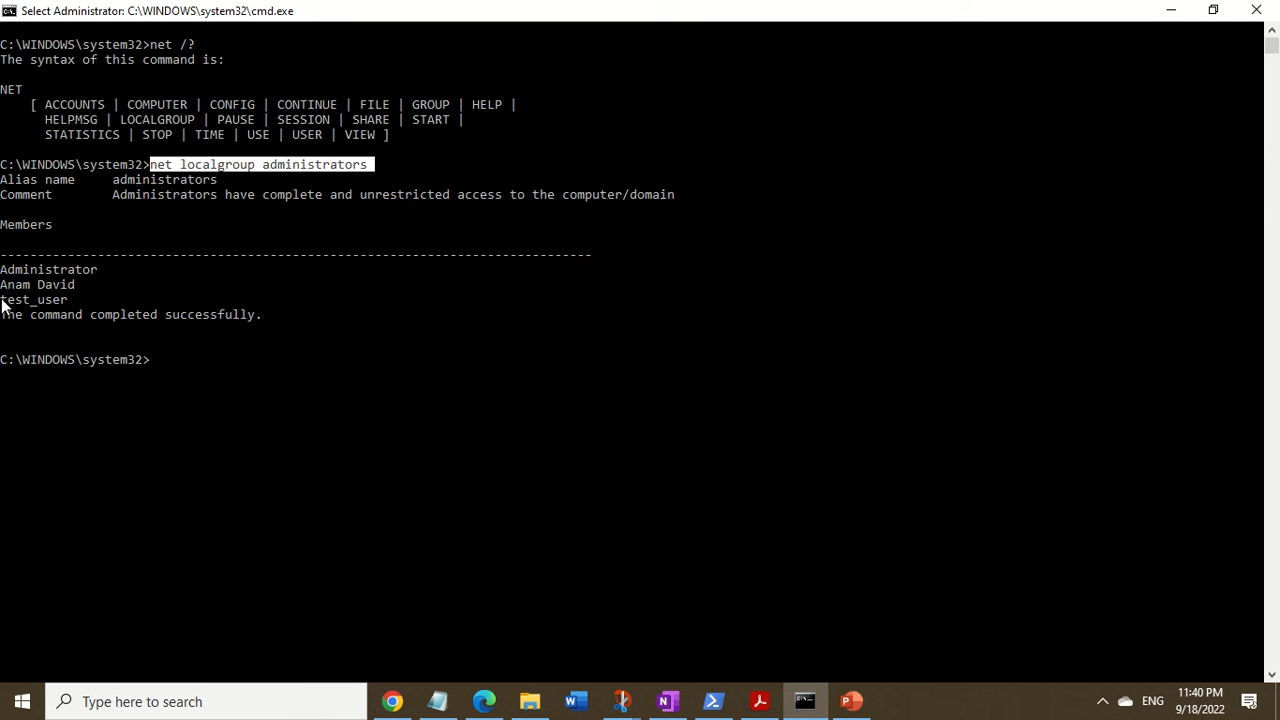 Select Administrator: C:\WINDOWS\system32\cmd.exe
C:\WINDOWS\system32>net /?
The syntax of this command is:
NET
[ ACCOUNTS | COMPUTER | CONFIG | CONTINUE | FILE | GROUP | HELP |
HELPMSG | LOCALGROUP | PAUSE | SESSION | SHARE | START |
STATISTICS | STOP | TIME | USE | USER | VIEW ]
C:\WINDOWS\system32>net localgroup administrators
Alias name     administrators
Comment        Administrators have complete and unrestricted access to the computer/domain
Members
-------------------------------------------------------------------------------
Administrator
Anam David
test_user
The command completed successfully.
C:\WINDOWS\system32>
Type here to search
ENG
11:40 PM
9/18/2022